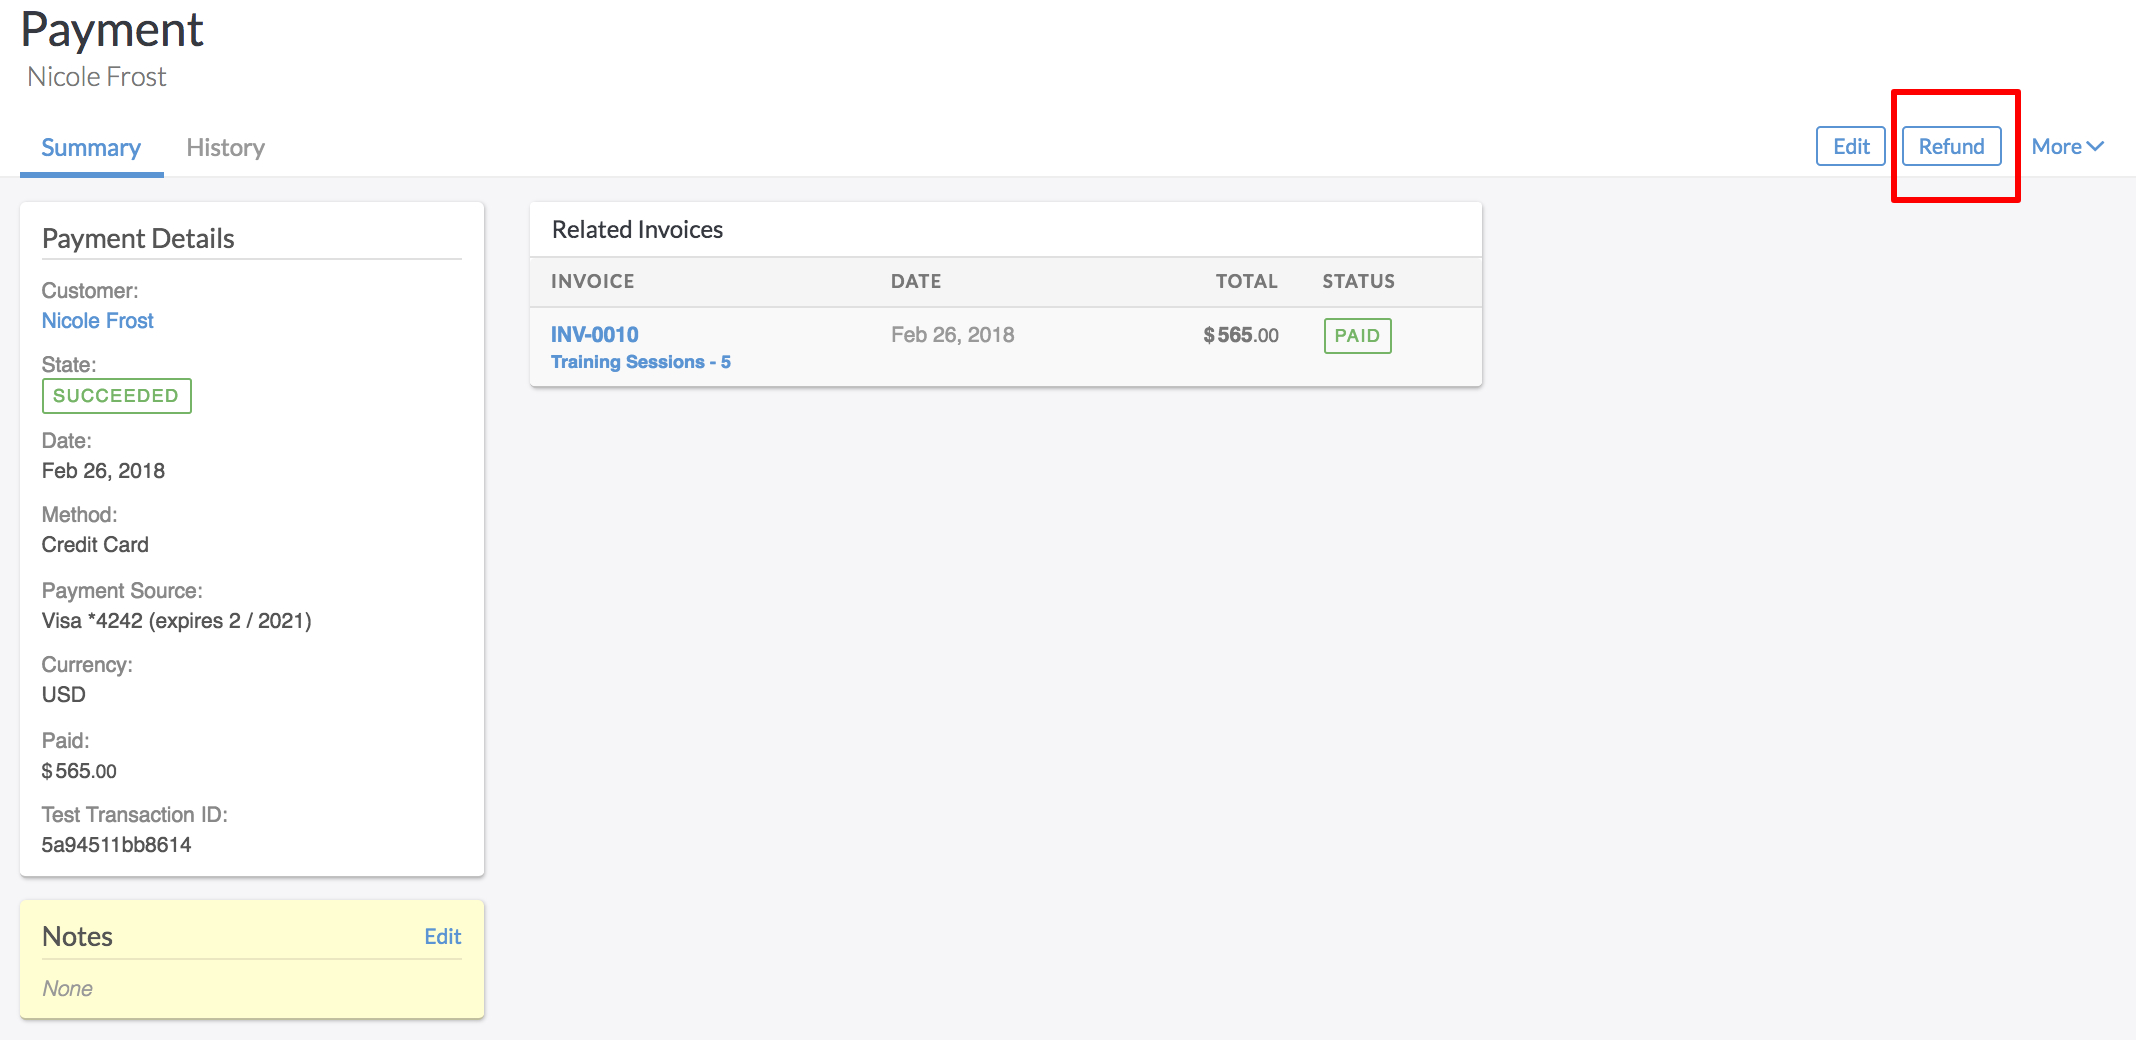 Payment
Nicole Frost
Summary History Edit Refund More
Payment Details
Customer:
Nicole Frost
State:
SUCCEEDED
Date:
Feb 26, 2018
Method:
Credit Card
Payment Source:
Visa *4242 (expires 2 / 2021)
Currency:
USD
Paid:
$565.00
Test Transaction ID:
5a94511bb8614
Notes Edit
None
Related Invoices
INVOICE DATE TOTAL STATUS
INV-0010 Feb 26, 2018 $565.00 PAID
Training Sessions - 5